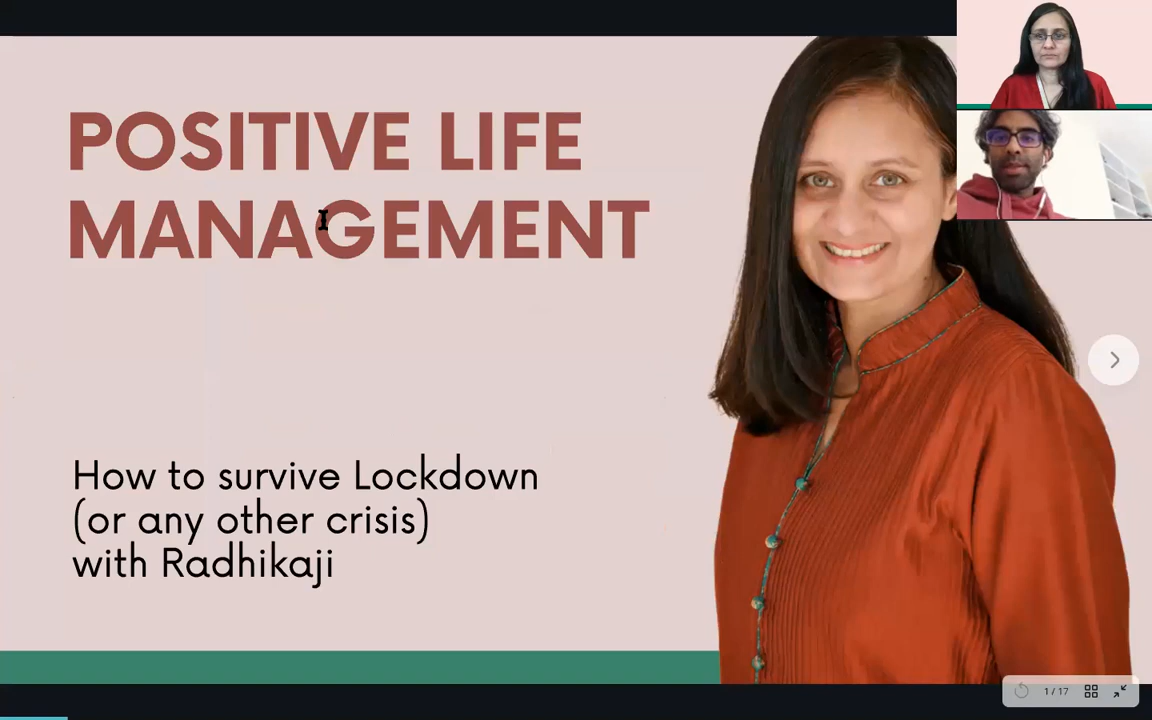 POSITIVE LIFE
MANAGEMENT
How to survive Lockdown
(or any other crisis)
with Radhikaji
1 / 17